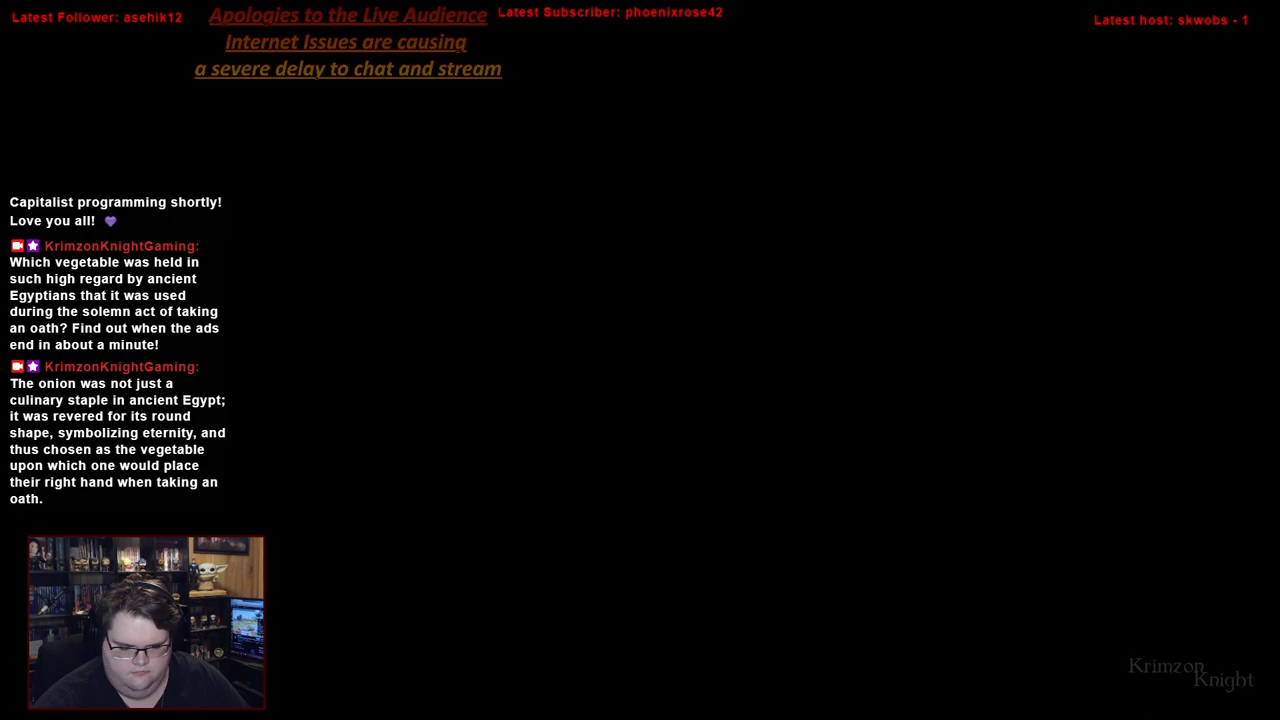 Latest Follower: asehik12
Apologies to the Live Audience
Internet Issues are causing
a severe delay to chat and stream
Latest Subscriber: phoenixrose42
Latest host: skwobs - 1
Capitalist programming shortly!
Love you all! 💜
KrimzonKnightGaming:
Which vegetable was held in
such high regard by ancient
Egyptians that it was used
during the solemn act of taking
an oath? Find out when the ads
end in about a minute!
KrimzonKnightGaming:
The onion was not just a
culinary staple in ancient Egypt;
it was revered for its round
shape, symbolizing eternity, and
thus chosen as the vegetable
upon which one would place
their right hand when taking an
oath.
Krimzon
Knight